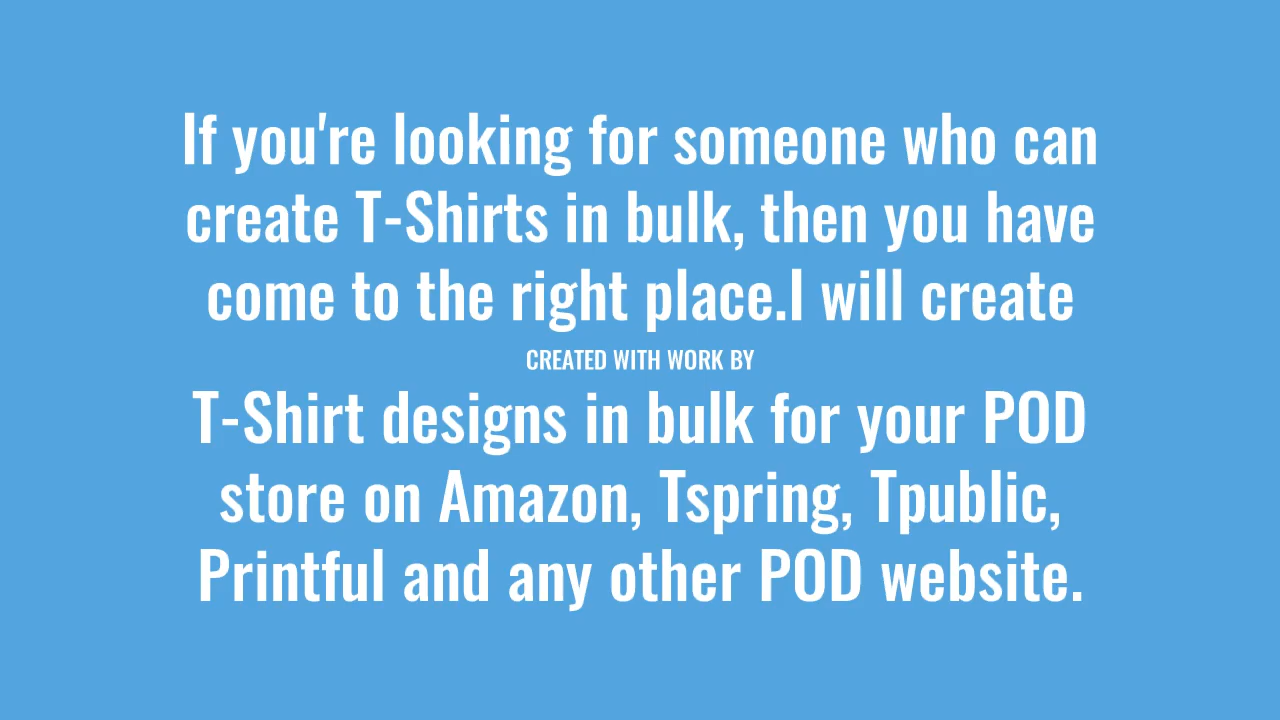 If you're looking for someone who can
create T-Shirts in bulk, then you have
come to the right place.I will create
CREATED WITH WORK BY
T-Shirt designs in bulk for your POD
store on Amazon, Tspring, Tpublic,
Printful and any other POD website.